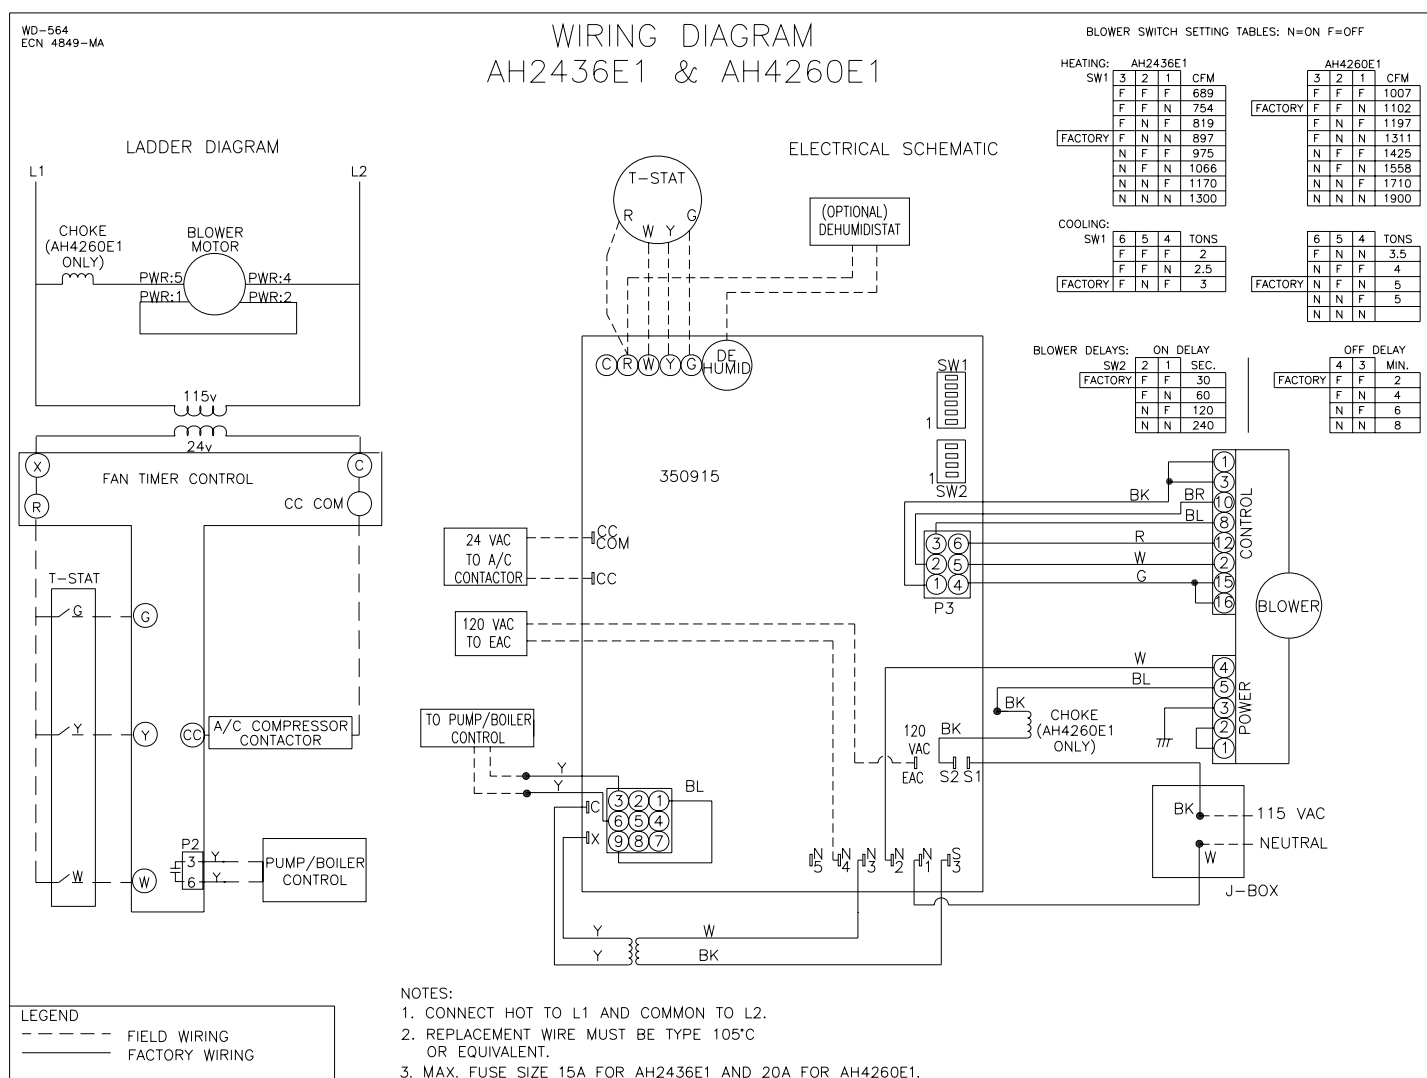 WD-564
ECN 4849-MA
WIRING DIAGRAM
AH2436E1 & AH4260E1
BLOWER SWITCH SETTING TABLES: N=ON F=OFF
HEATING: AH2436E1
SW1 3 2 1 CFM
F F F 689
F F N 754
F N F 819
FACTORY F N N 897
N F F 975
N F N 1066
N N F 1170
N N N 1300
AH4260E1
3 2 1 CFM
F F F 1007
FACTORY F F N 1102
F N F 1197
F N N 1311
N F F 1425
N F N 1558
N N F 1710
N N N 1900
COOLING:
SW1 6 5 4 TONS
F F F 2
F F N 2.5
FACTORY F N F 3
6 5 4 TONS
F N N 3.5
N F F 4
FACTORY N F N 5
N N F 5
N N N
BLOWER DELAYS: ON DELAY
SW2 2 1 SEC.
FACTORY F F 30
F N 60
N F 120
N N 240
OFF DELAY
4 3 MIN.
FACTORY F F 2
F N 4
N F 6
N N 8
LADDER DIAGRAM
L1 L2
CHOKE
(AH4260E1
ONLY)
BLOWER
MOTOR
PWR:5 PWR:4
PWR:1 PWR:2
115v
24v
X C
FAN TIMER CONTROL
R CC COM
T-STAT
G G
Y Y
CC
A/C COMPRESSOR
CONTACTOR
W W
P2
3 Y
6 Y
PUMP/BOILER
CONTROL
ELECTRICAL SCHEMATIC
T-STAT
R W Y G
(OPTIONAL)
DEHUMIDISTAT
C R W Y G
DE
HUMID
SW1
1
1
SW2
350915
24 VAC
TO A/C
CONTACTOR
CC
COM
CC
120 VAC
TO EAC
TO PUMP/BOILER
CONTROL
Y
Y
C
X
3 2 1
6 5 4
9 8 7
BL
3 6
2 5
1 4
P3
BK
BR
BL
R
W
G
1
3
10
8
12
2
15
16
CONTROL
BLOWER
W
BL
4
5
3
2
1
POWER
BK
BK
CHOKE
(AH4260E1
ONLY)
120
VAC
EAC
S2 S1
N5 N4 N3 N2 N1 S3
BK
115 VAC
NEUTRAL
W
J-BOX
Y W
Y BK
LEGEND
FIELD WIRING
FACTORY WIRING
NOTES:
1. CONNECT HOT TO L1 AND COMMON TO L2.
2. REPLACEMENT WIRE MUST BE TYPE 105°C
OR EQUIVALENT.
3. MAX. FUSE SIZE 15A FOR AH2436E1 AND 20A FOR AH4260E1.